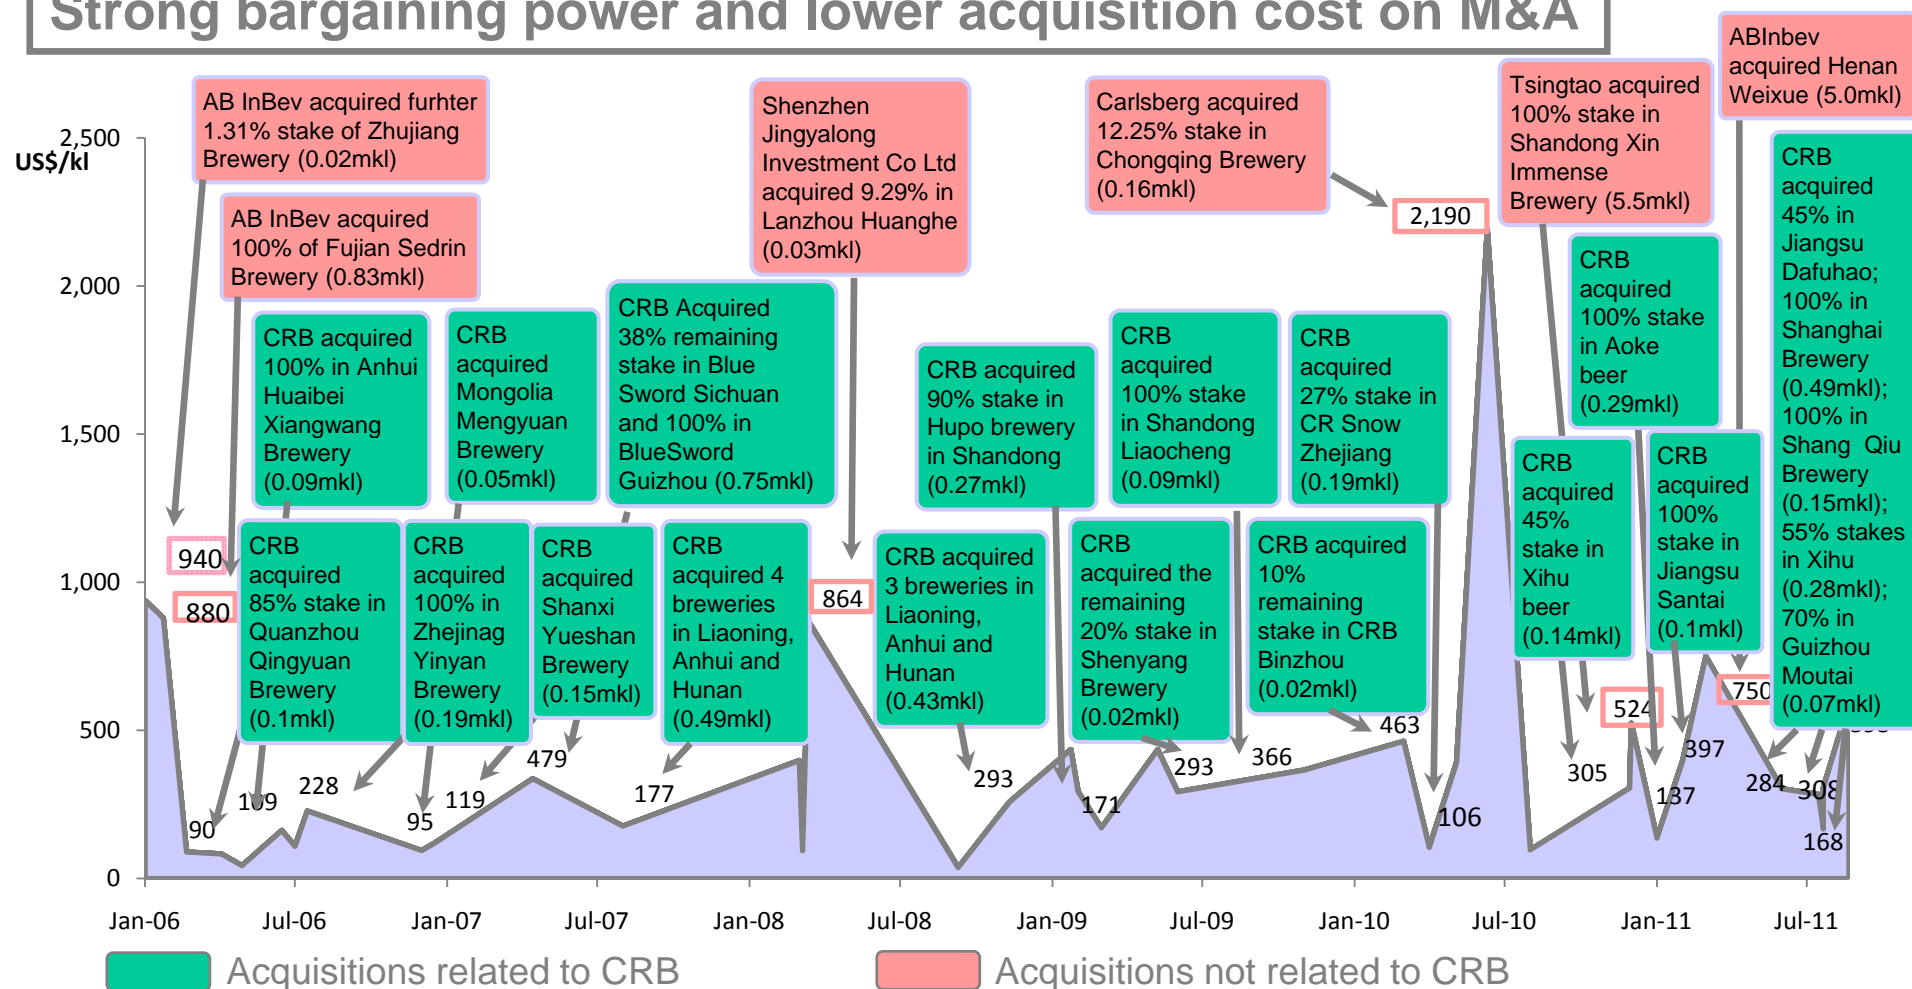 Strong bargaining power and lower acquisition cost on M&A
US$/kl
2,500
2,000
1,500
1,000
500
0
AB InBev acquired furhter
1.31% stake of Zhujiang
Brewery (0.02mkl)
AB InBev acquired
100% of Fujian Sedrin
Brewery (0.83mkl)
CRB acquired
100% in Anhui
Huaibei
Xiangwang
Brewery
(0.09mkl)
CRB
acquired
Mongolia
Mengyuan
Brewery
(0.05mkl)
CRB Acquired
38% remaining
stake in Blue
Sword Sichuan
and 100% in
BlueSword
Guizhou (0.75mkl)
Shenzhen
Jingyalong
Investment Co Ltd
acquired 9.29% in
Lanzhou Huanghe
(0.03mkl)
CRB acquired
90% stake in
Hupo brewery
in Shandong
(0.27mkl)
Carlsberg acquired
12.25% stake in
Chongqing Brewery
(0.16mkl)
CRB
acquired
100% stake
in Shandong
Liaocheng
(0.09mkl)
CRB
acquired
27% stake in
CR Snow
Zhejiang
(0.19mkl)
Tsingtao acquired
100% stake in
Shandong Xin
Immense
Brewery (5.5mkl)
CRB
acquired
100% stake
in Aoke
beer
(0.29mkl)
ABInbev
acquired Henan
Weixue (5.0mkl)
CRB
acquired
45% in
Jiangsu
Dafuhao;
100% in
Shanghai
Brewery
(0.49mkl);
100% in
Shang Qiu
Brewery
(0.15mkl);
55% stakes
in Xihu
(0.28mkl);
70% in
Guizhou
Moutai
(0.07mkl)
CRB
acquired
85% stake in
Quanzhou
Qingyuan
Brewery
(0.1mkl)
CRB
acquired
100% in
Zhejinag
Yinyan
Brewery
(0.19mkl)
CRB
acquired
Shanxi
Yueshan
Brewery
(0.15mkl)
CRB
acquired 4
breweries
in Liaoning,
Anhui and
Hunan
(0.49mkl)
CRB acquired
3 breweries in
Liaoning,
Anhui and
Hunan
(0.43mkl)
CRB
acquired the
remaining
20% stake in
Shenyang
Brewery
(0.02mkl)
CRB acquired
10%
remaining
stake in CRB
Binzhou
(0.02mkl)
CRB
acquired
45%
stake in
Xihu
beer
(0.14mkl)
CRB
acquired
100%
stake in
Jiangsu
Santai
(0.1mkl)
940
880
90
228
95
119
479
177
864
293
171
293
366
463
106
2,190
305
524
137
397
750
284
308
168
Jan-06
Jul-06
Jan-07
Jul-07
Jan-08
Jul-08
Jan-09
Jul-09
Jan-10
Jul-10
Jan-11
Jul-11
Acquisitions related to CRB
Acquisitions not related to CRB